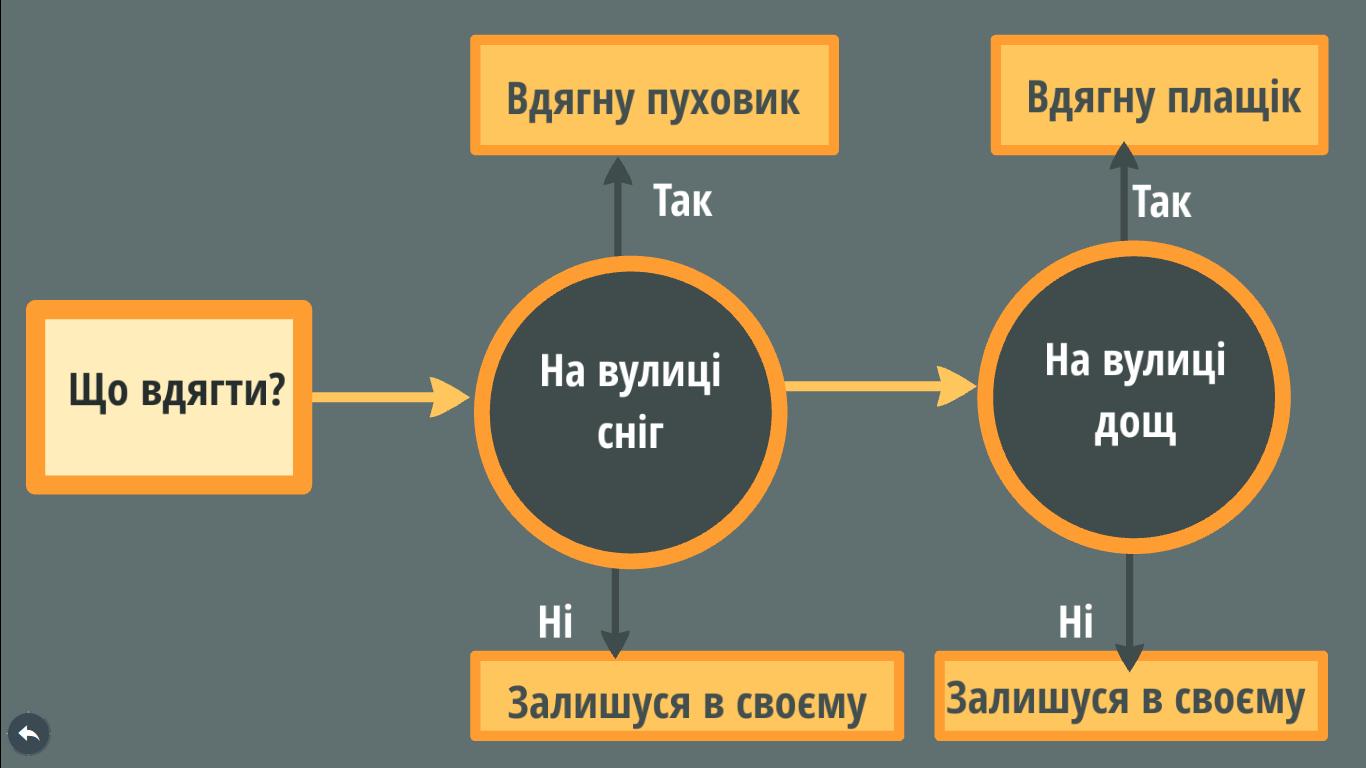 Вдягну пуховик
Вдягну плащік
Так
Так
Що вдягти?
На вулиці
сніг
На вулиці
дощ
Ні
Ні
Залишуся в своєму
Залишуся в своєму